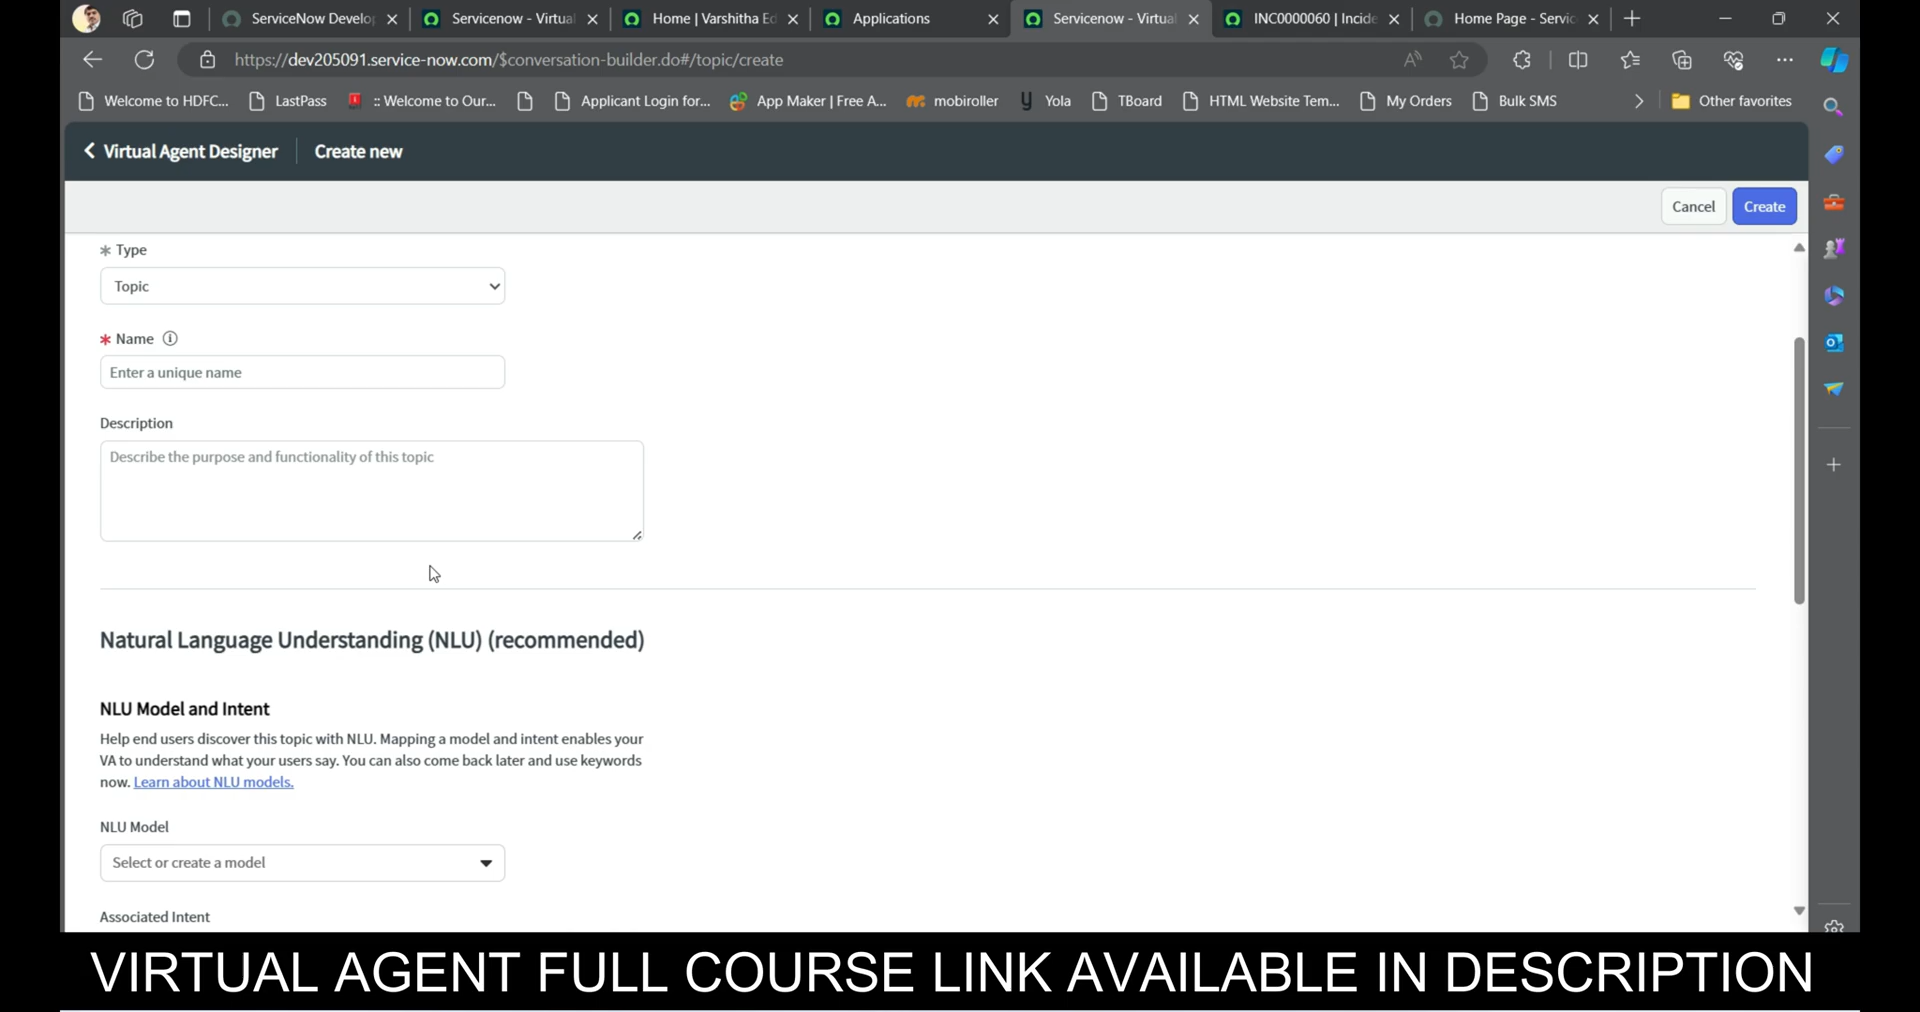 ServiceNow Develo
Servicenow - Virtual
Home | Varshitha Ed
Applications
Servicenow - Virtual
INC0000060 | Incide
Home Page - Servic
https://dev205091.service-now.com/$conversation-builder.do#/topic/create
Welcome to HDFC...
LastPass
:: Welcome to Our...
Applicant Login for...
App Maker | Free A...
mobiroller
Yola
TBoard
HTML Website Tem...
My Orders
Bulk SMS
Other favorites
Virtual Agent Designer
Create new
Cancel
Create
* Type
Topic
* Name
Enter a unique name
Description
Describe the purpose and functionality of this topic
Natural Language Understanding (NLU) (recommended)
NLU Model and Intent
Help end users discover this topic with NLU. Mapping a model and intent enables your
VA to understand what your users say. You can also come back later and use keywords
now. Learn about NLU models.
NLU Model
Select or create a model
Associated Intent
VIRTUAL AGENT FULL COURSE LINK AVAILABLE IN DESCRIPTION